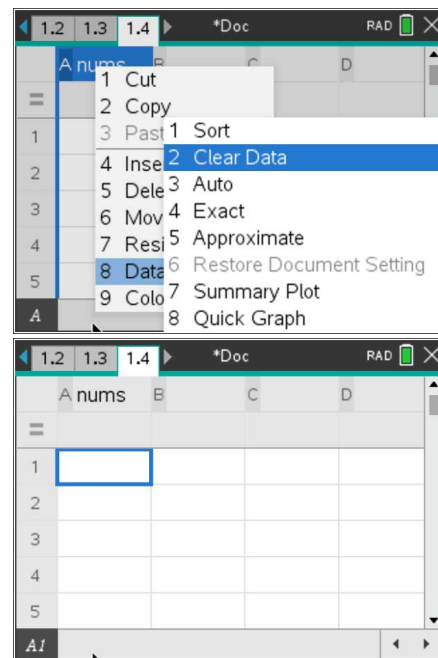 1.2 1.3 1.4 *Doc RAD
A nums B C D
=
1 Cut
2 Copy
3 Past
4 Inse
5 Dele
6 Mov
7 Resi
8 Data
9 Colo
1 Sort
2 Clear Data
3 Auto
4 Exact
5 Approximate
6 Restore Document Setting
7 Summary Plot
8 Quick Graph
1
2
3
4
5
A
1.2 1.3 1.4 *Doc RAD
A nums B C D
=
1
2
3
4
5
A1